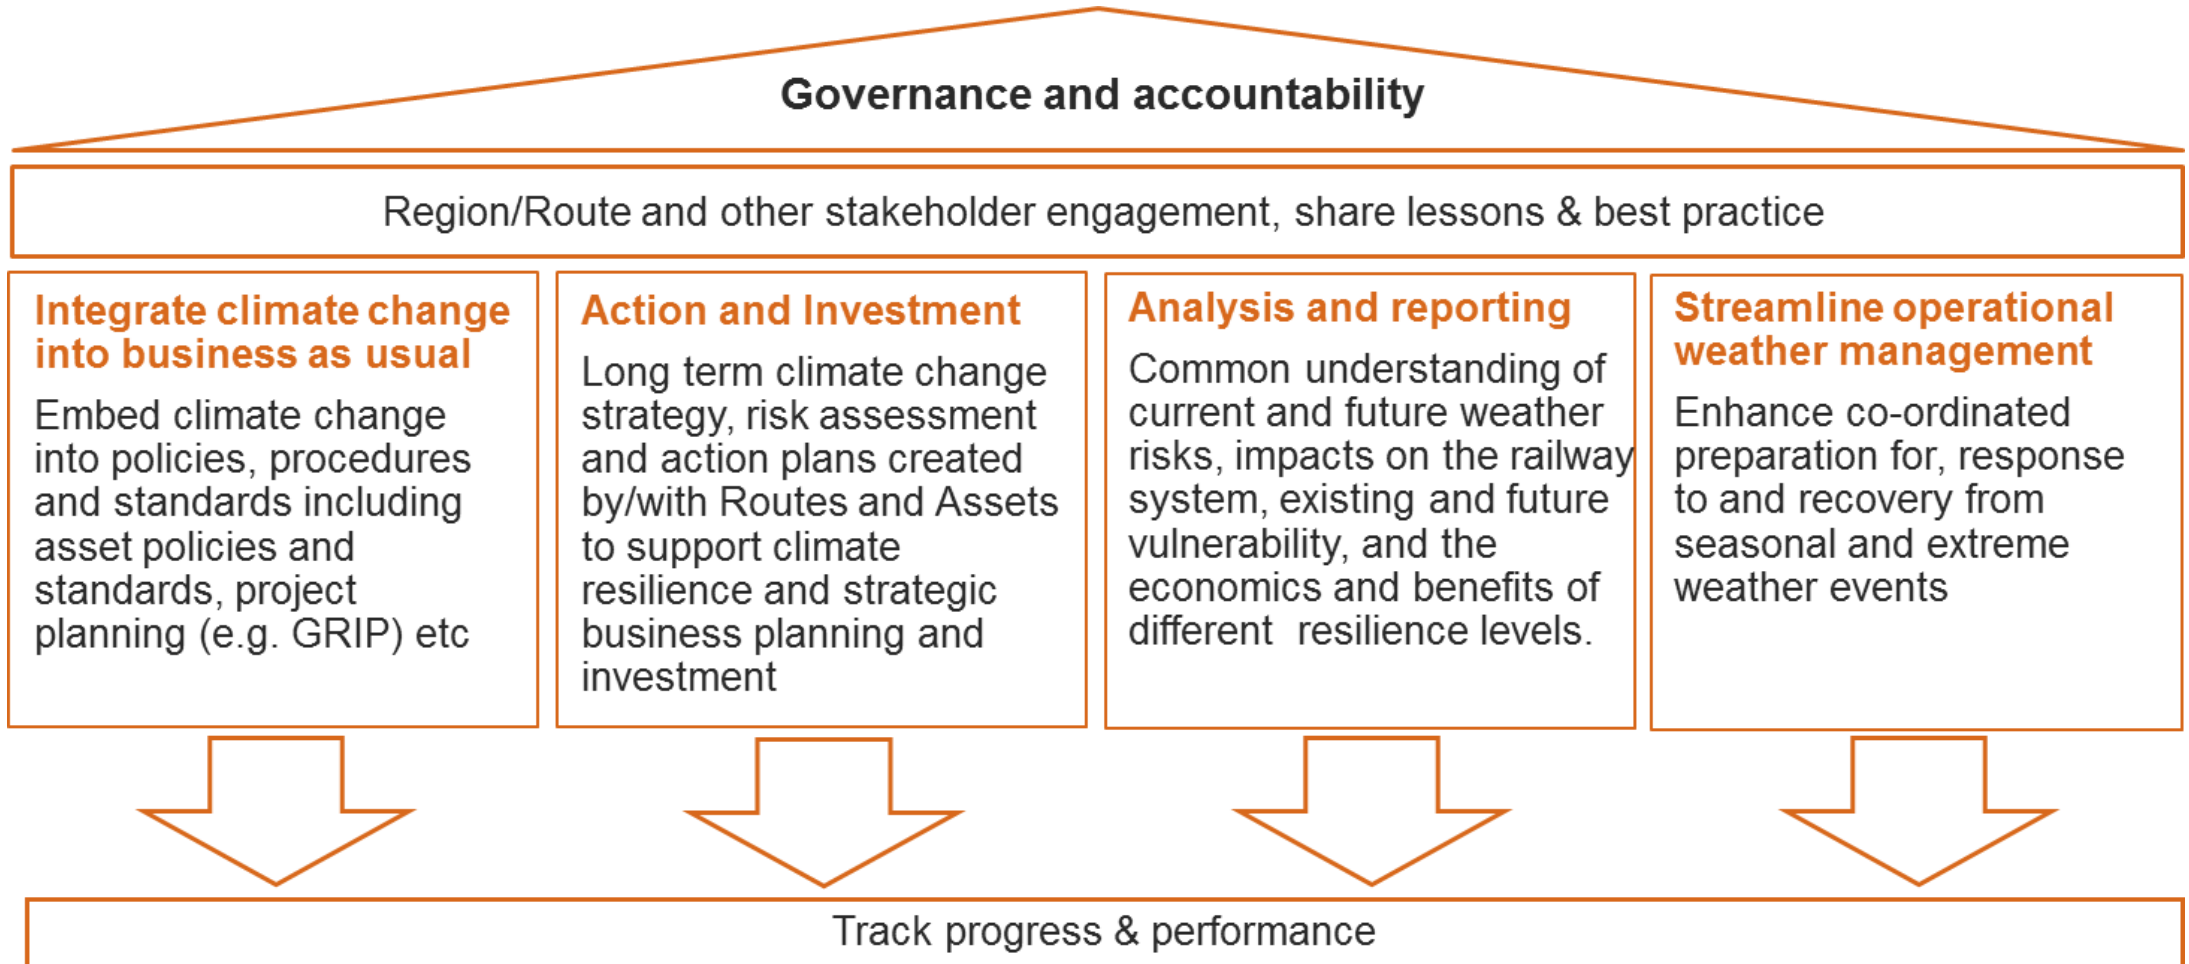 Governance and accountability
Region/Route and other stakeholder engagement, share lessons & best practice
Integrate climate change
into business as usual
Embed climate change
into policies, procedures
and standards including
asset policies and
standards, project
planning (e.g. GRIP) etc
Action and Investment
Long term climate change
strategy, risk assessment
and action plans created
by/with Routes and Assets
to support climate
resilience and strategic
business planning and
investment
Analysis and reporting
Common understanding of
current and future weather
risks, impacts on the railway
system, existing and future
vulnerability, and the
economics and benefits of
different resilience levels.
Streamline operational
weather management
Enhance co-ordinated
preparation for, response
to and recovery from
seasonal and extreme
weather events
Track progress & performance